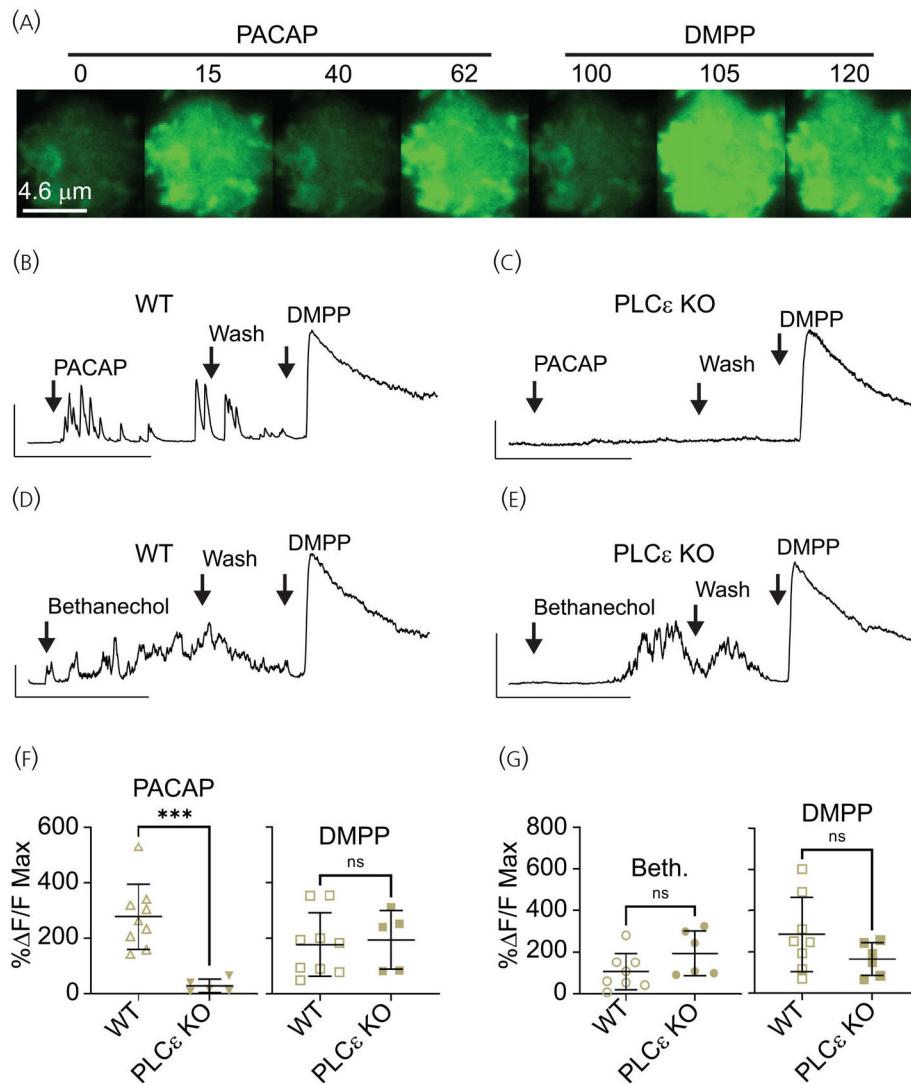 (A)
PACAP DMPP
0 15 40 62 100 105 120
4.6 μm
(B) (C)
WT PLCε KO
DMPP DMPP
Wash Wash
PACAP PACAP
(D) (E)
WT PLCε KO
DMPP DMPP
Wash Wash
Bethanechol Bethanechol
(F) (G)
PACAP DMPP
*** ns
DMPP Beth.
ns ns
%ΔF/F Max %ΔF/F Max
600 800
400 600
200 400
0 200
0
WT PLCε KO WT PLCε KO WT PLCε KO WT PLCε KO